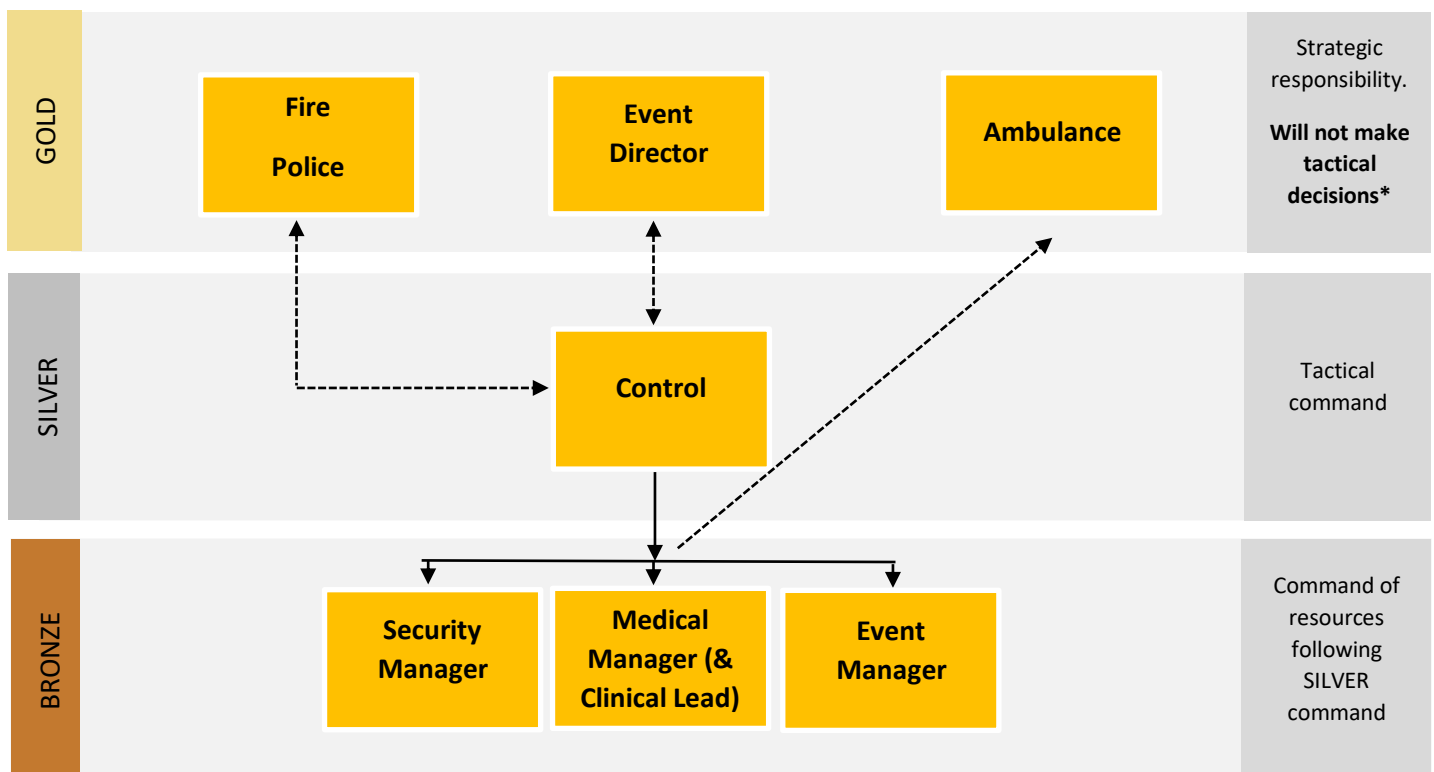 GOLD
Fire
Police
Event
Director
Ambulance
Strategic
responsibility.
Will not make
tactical
decisions*
SILVER
Control
Tactical
command
BRONZE
Security
Manager
Medical
Manager (&
Clinical Lead)
Event
Manager
Command of
resources
following
SILVER
command